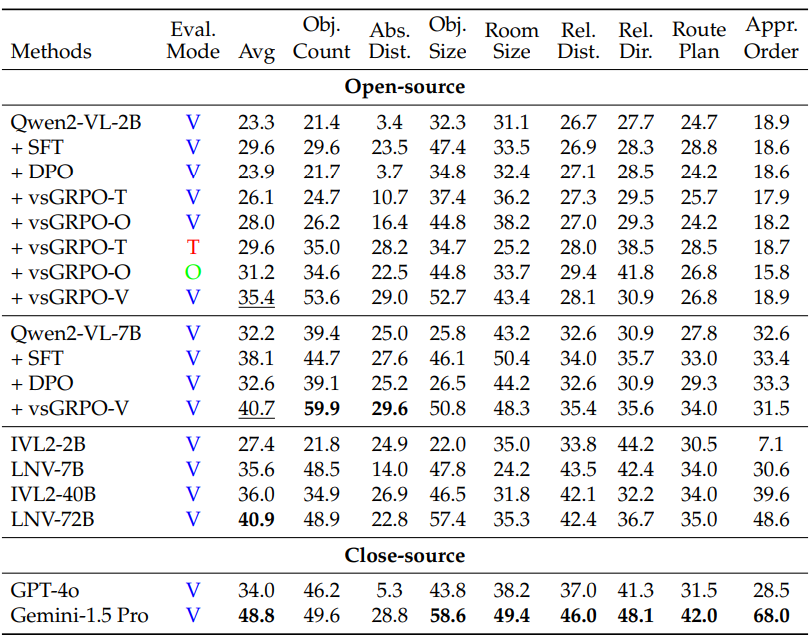 Methods Eval. Mode Avg Obj. Count Abs. Dist. Obj. Size Room Size Rel. Dist. Rel. Dir. Route Plan Appr. Order
Open-source
Qwen2-VL-2B V 23.3 21.4 3.4 32.3 31.1 26.7 27.7 24.7 18.9
+ SFT V 29.6 29.6 23.5 47.4 33.5 26.9 28.3 28.8 18.6
+ DPO V 23.9 21.7 3.7 34.8 32.4 27.1 28.5 24.2 18.6
+ vsGRPO-T V 26.1 24.7 10.7 37.4 36.2 27.3 29.5 25.7 17.9
+ vsGRPO-O V 28.0 26.2 16.4 44.8 38.2 27.0 29.3 24.2 18.2
+ vsGRPO-T T 29.6 35.0 28.2 34.7 25.2 28.0 38.5 28.5 18.7
+ vsGRPO-O O 31.2 34.6 22.5 44.8 33.7 29.4 41.8 26.8 15.8
+ vsGRPO-V V 35.4 53.6 29.0 52.7 43.4 28.1 30.9 26.8 18.9
Qwen2-VL-7B V 32.2 39.4 25.0 25.8 43.2 32.6 30.9 27.8 32.6
+ SFT V 38.1 44.7 27.6 46.1 50.4 34.0 35.7 33.0 33.4
+ DPO V 32.6 39.1 25.2 26.5 44.2 32.6 30.9 29.3 33.3
+ vsGRPO-V V 40.7 59.9 29.6 50.8 48.3 35.4 35.6 34.0 31.5
IVL2-2B V 27.4 21.8 24.9 22.0 35.0 33.8 44.2 30.5 7.1
LNV-7B V 35.6 48.5 14.0 47.8 24.2 43.5 42.4 34.0 30.6
IVL2-40B V 36.0 34.9 26.9 46.5 31.8 42.1 32.2 34.0 39.6
LNV-72B V 40.9 48.9 22.8 57.4 35.3 42.4 36.7 35.0 48.6
Close-source
GPT-4o V 34.0 46.2 5.3 43.8 38.2 37.0 41.3 31.5 28.5
Gemini-1.5 Pro V 48.8 49.6 28.8 58.6 49.4 46.0 48.1 42.0 68.0